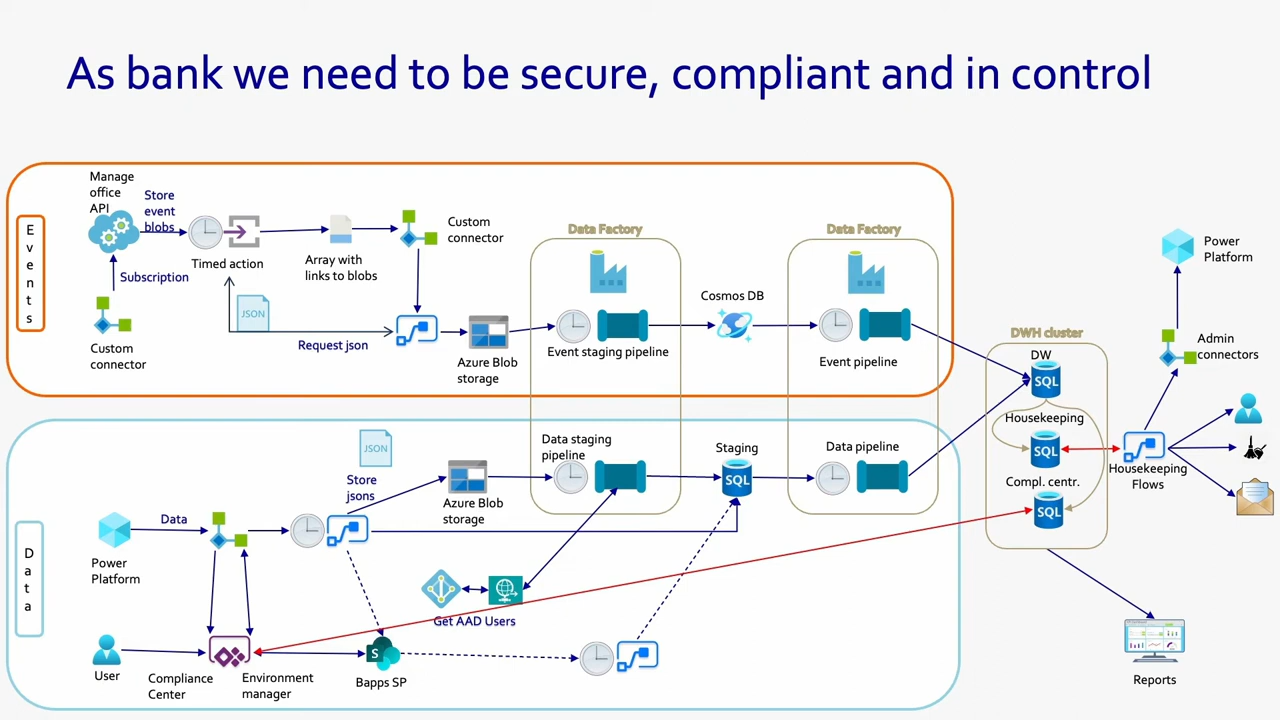 As bank we need to be secure, compliant and in control
Events
Manage
office
API
Store
event
blobs
Subscription
Custom
connector
Timed action
JSON
Array with
links to blobs
Custom
connector
Request json
Azure Blob
storage
Data Factory
Event staging pipeline
Cosmos DB
Data Factory
Event pipeline
DWH cluster
DW
SQL
Housekeeping
SQL
Compl. centr.
SQL
Power
Platform
Admin
connectors
Housekeeping
Flows
Reports
Data
Power
Platform
Data
JSON
Store
jsons
Azure Blob
storage
Data staging
pipeline
Staging
SQL
Data pipeline
Get AAD Users
User
Compliance
Center
Environment
manager
S
Bapps SP